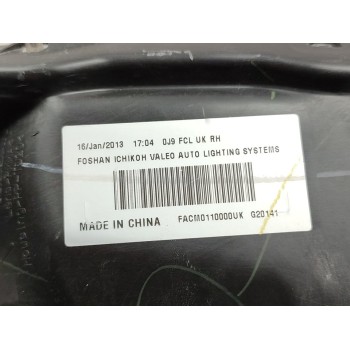 16/Jan/2013 17:04 0J9 FCL UK RH
FOSHAN ICHIKOH VALEO AUTO LIGHTING SYSTEMS
MADE IN CHINA FACM0110000UK G20141